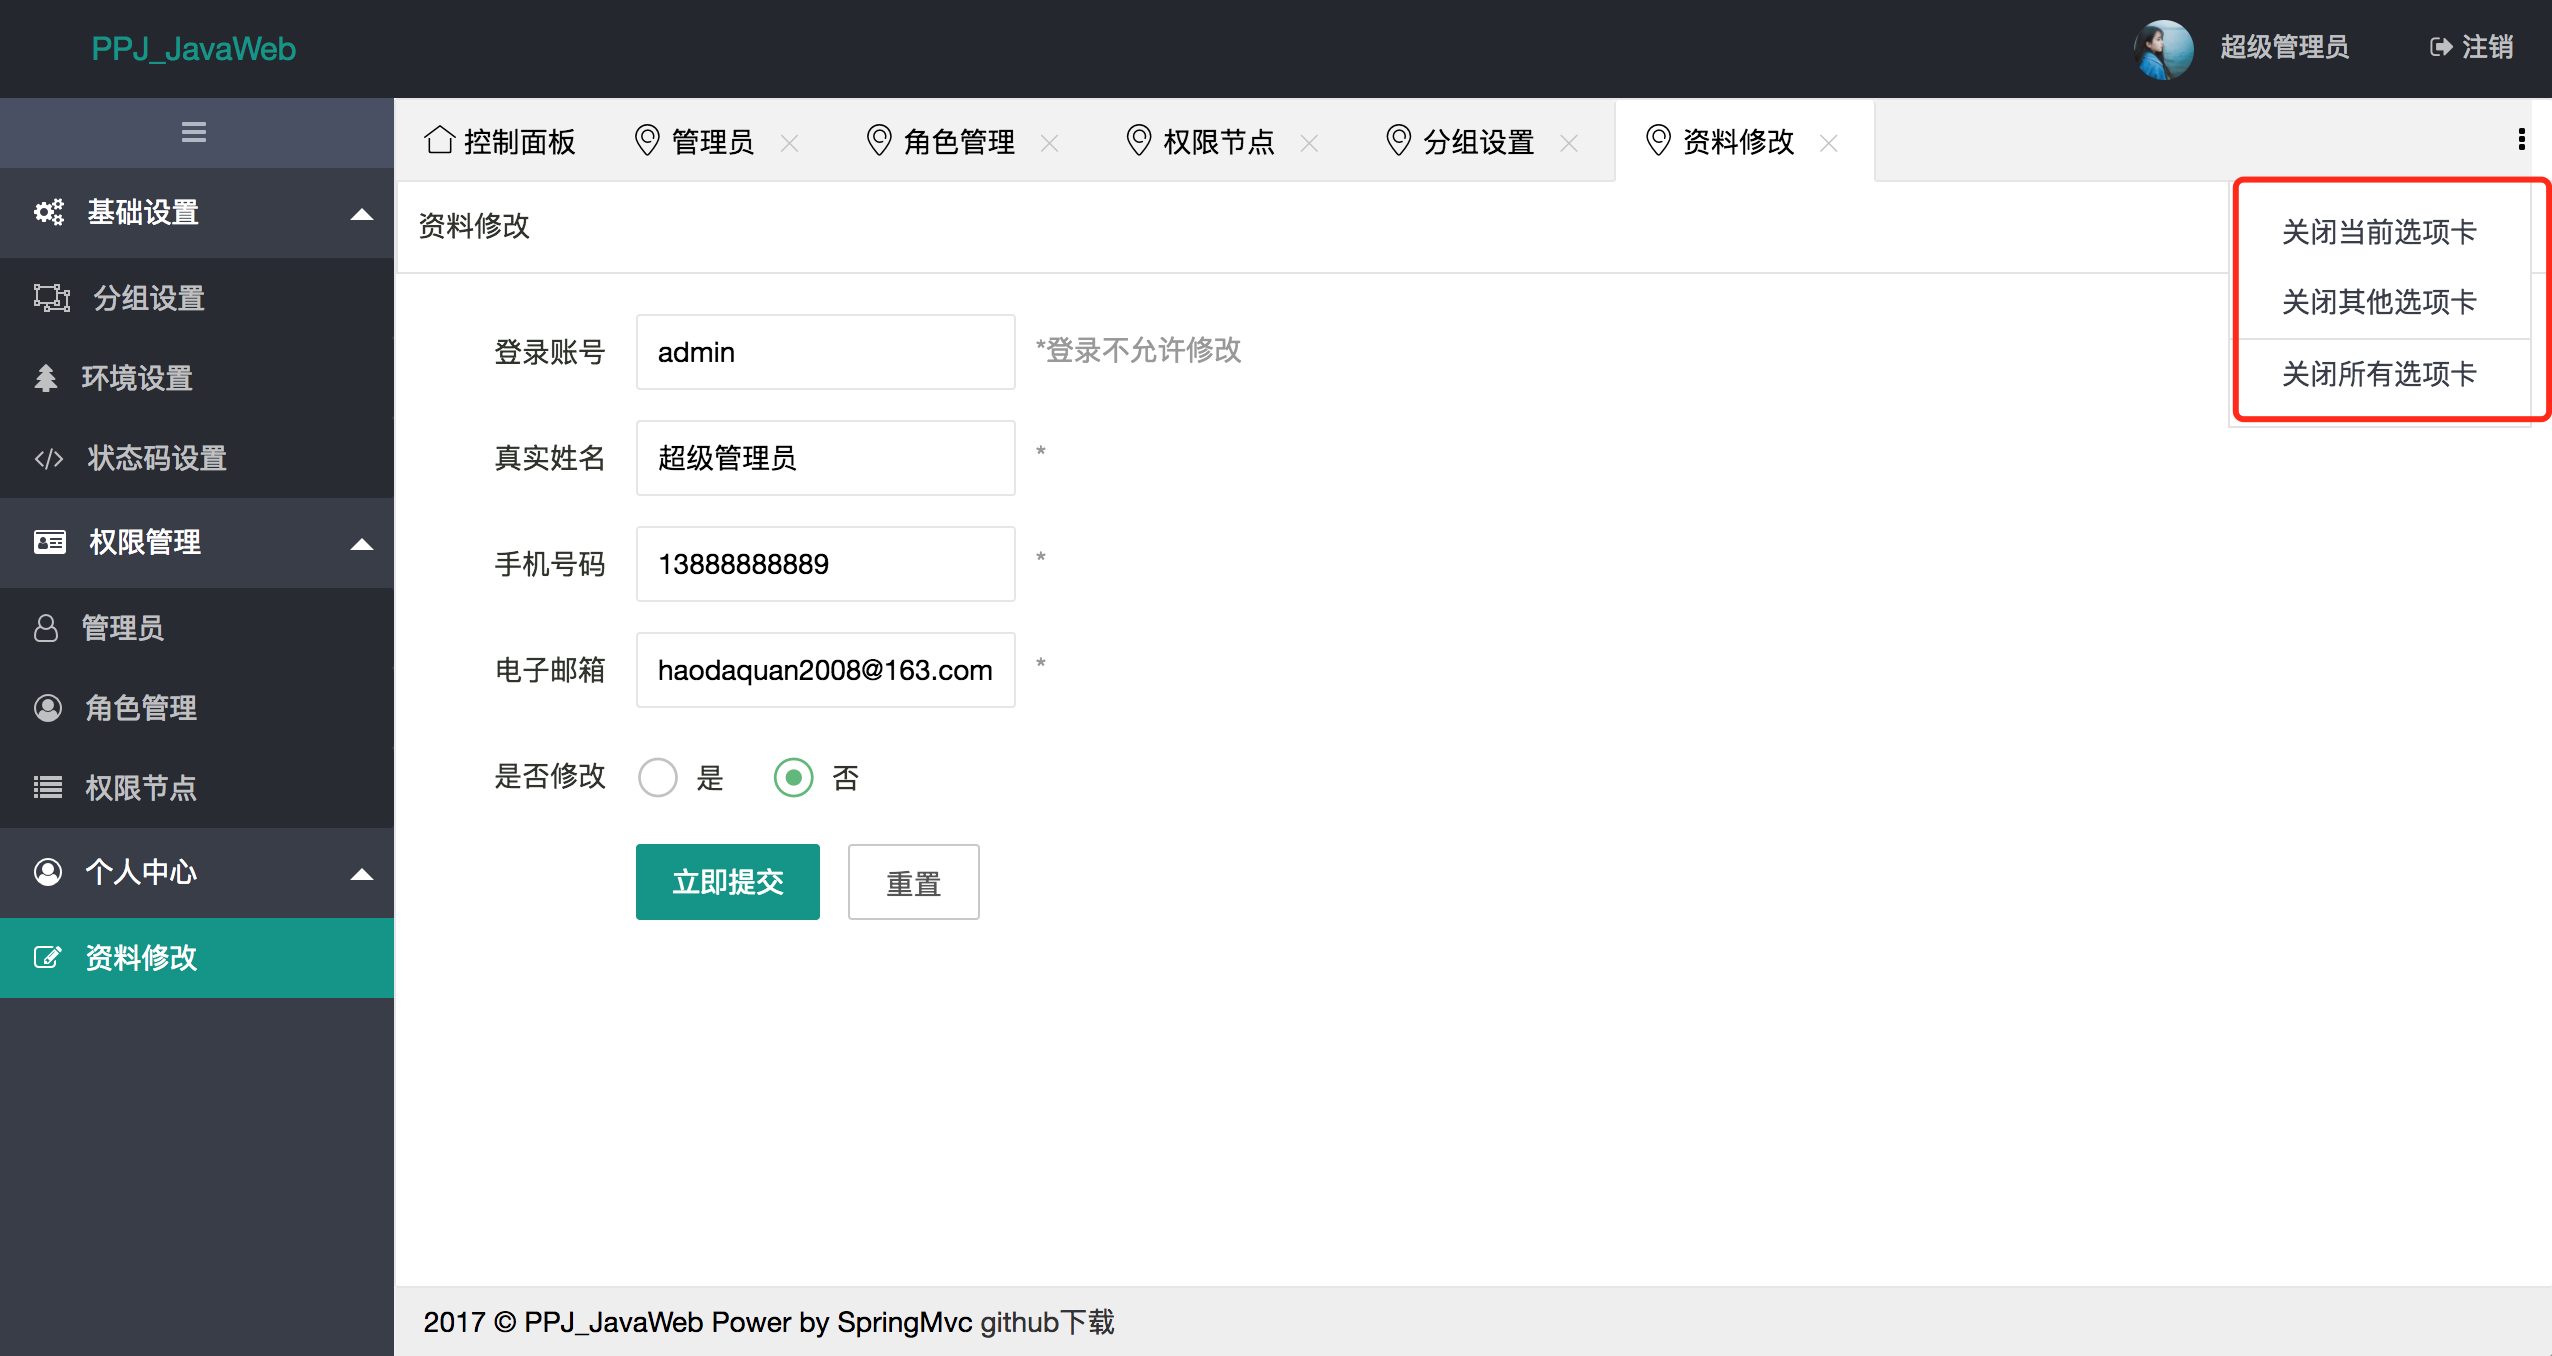 PPJ_JavaWeb
超级管理员
注销
控制面板
管理员
角色管理
权限节点
分组设置
资料修改
基础设置
分组设置
环境设置
状态码设置
权限管理
管理员
角色管理
权限节点
个人中心
资料修改
资料修改
关闭当前选项卡
关闭其他选项卡
关闭所有选项卡
登录账号 admin *登录不允许修改
真实姓名 超级管理员 *
手机号码 13888888889 *
电子邮箱 haodaquan2008@163.com *
是否修改 是 否
立即提交 重置
2017 © PPJ_JavaWeb Power by SpringMvc github下载